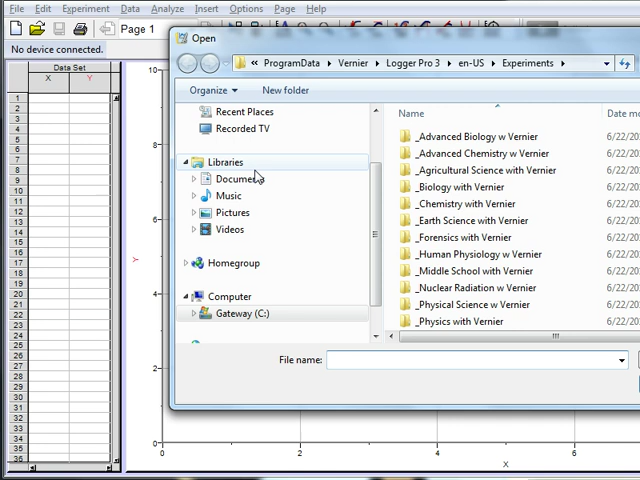 File Edit Experiment Data Analyze Insert Options Page Help
Page 1
No device connected.
Data Set
X Y
1
2
3
4
5
6
7
8
9
10
11
12
13
14
15
16
17
18
19
20
21
22
23
24
25
26
27
28
29
30
31
32
33
34
35
36
10
8
6
4
2
0
Y
0 2 4 6
X
Open
« ProgramData Vernier Logger Pro 3 en-US Experiments
Organize New folder
Recent Places
Recorded TV
Libraries
Music
Pictures
Videos
Homegroup
Computer
Gateway (C:)
Name Date mo
_Advanced Biology w Vernier 6/22/20
_Advanced Chemistry w Vernier 6/22/20
_Agricultural Science w Vernier 6/22/20
_Biology with Vernier 6/22/20
_Chemistry with Vernier 6/22/20
_Earth Science with Vernier 6/22/20
_Forensics with Vernier 6/22/20
_Human Physiology w Vernier 6/22/20
_Middle School with Vernier 6/22/20
_Nuclear Radiation w Vernier 6/22/20
_Physical Science w Vernier 6/22/20
_Physics with Vernier 6/22/20
File name: